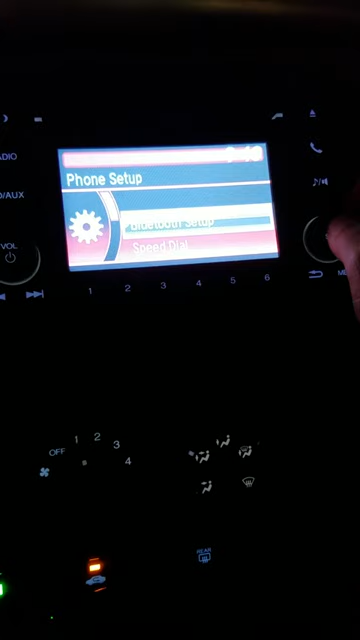 Phone Setup
Bluetooth Setup
Speed Dial
VOL
1 2 3 4 5 6
OFF 1 2 3 4
REAR